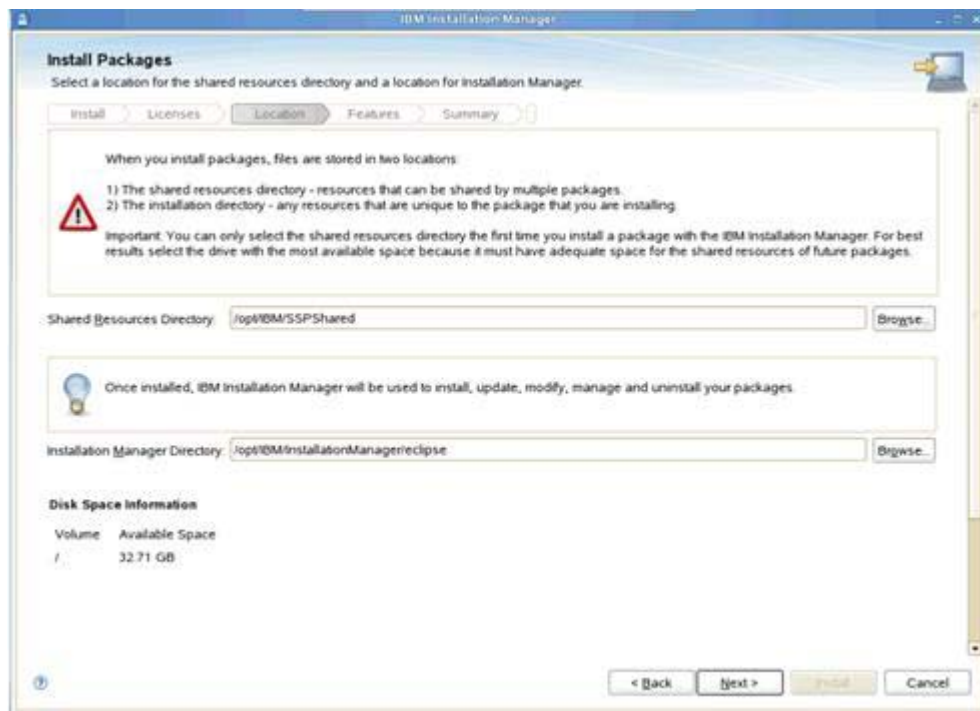 IBM Installation Manager
Install Packages
Select a location for the shared resources directory and a location for Installation Manager.
Install Licenses Location Features Summary
When you install packages, files are stored in two locations:
1) The shared resources directory - resources that can be shared by multiple packages.
2) The installation directory - any resources that are unique to the package that you are installing.
Important: You can only select the shared resources directory the first time you install a package with the IBM Installation Manager. For best
results select the drive with the most available space because it must have adequate space for the shared resources of future packages.
Shared Resources Directory: /opt/IBM/SSPShared Browse...
Once installed, IBM Installation Manager will be used to install, update, modify, manage and uninstall your packages.
Installation Manager Directory: /opt/IBM/InstallationManager/eclipse Browse...
Disk Space Information
Volume Available Space
/ 32.71 GB
? < Back Next > Install Cancel